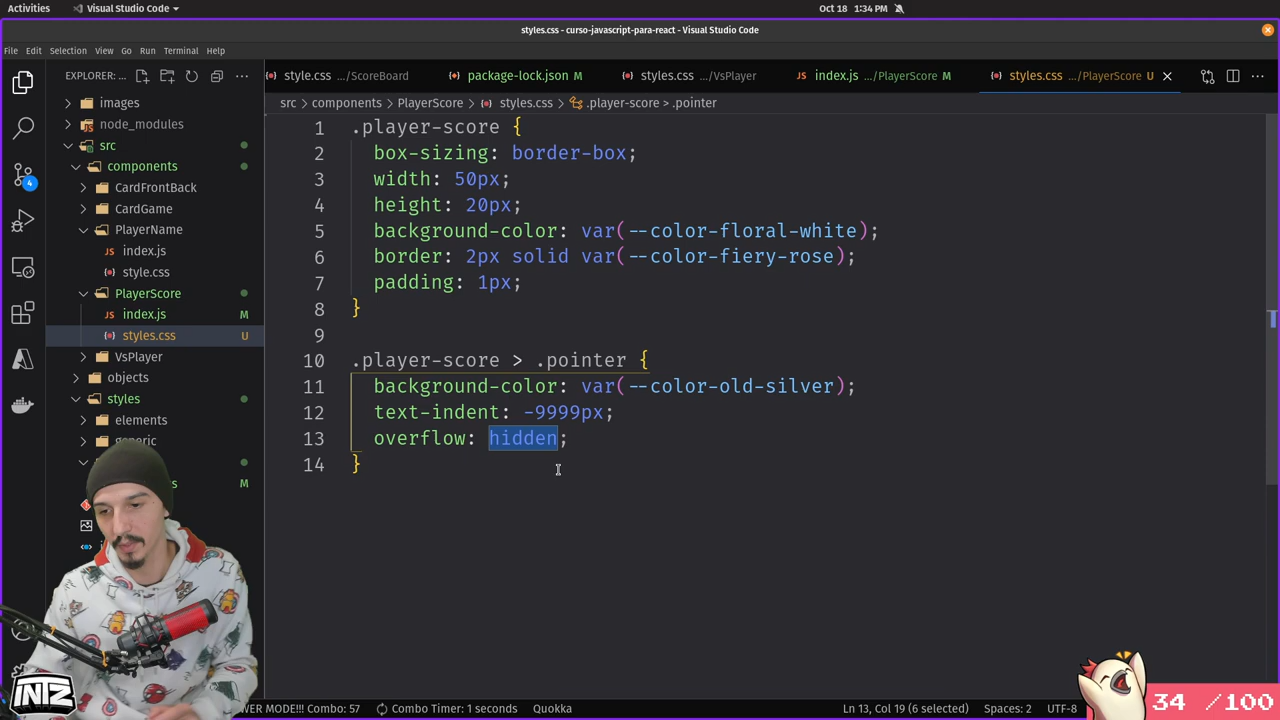 Activities
Visual Studio Code
Oct 18 1:34 PM
styles.css - curso-javascript-para-react - Visual Studio Code
File Edit Selection View Go Run Terminal Help
EXPLORER: ...
style.css .../ScoreBoard
package-lock.json M
styles.css .../VsPlayer
index.js .../PlayerScore M
styles.css .../PlayerScore U
src > components > PlayerScore > styles.css > .player-score > .pointer
images
node_modules
src
components
CardFrontBack
CardGame
PlayerName
index.js
style.css
PlayerScore
index.js M
styles.css U
VsPlayer
objects
styles
elements
generic
M
4
1 .player-score {
2 box-sizing: border-box;
3 width: 50px;
4 height: 20px;
5 background-color: var(--color-floral-white);
6 border: 2px solid var(--color-fiery-rose);
7 padding: 1px;
8 }
9
10 .player-score > .pointer {
11 background-color: var(--color-old-silver);
12 text-indent: -9999px;
13 overflow: hidden;
14 }
INTZ
WER MODE!!! Combo: 57
Combo Timer: 1 seconds
Quokka
Ln 13, Col 19 (6 selected)
Spaces: 2
UTF-8
34 /100